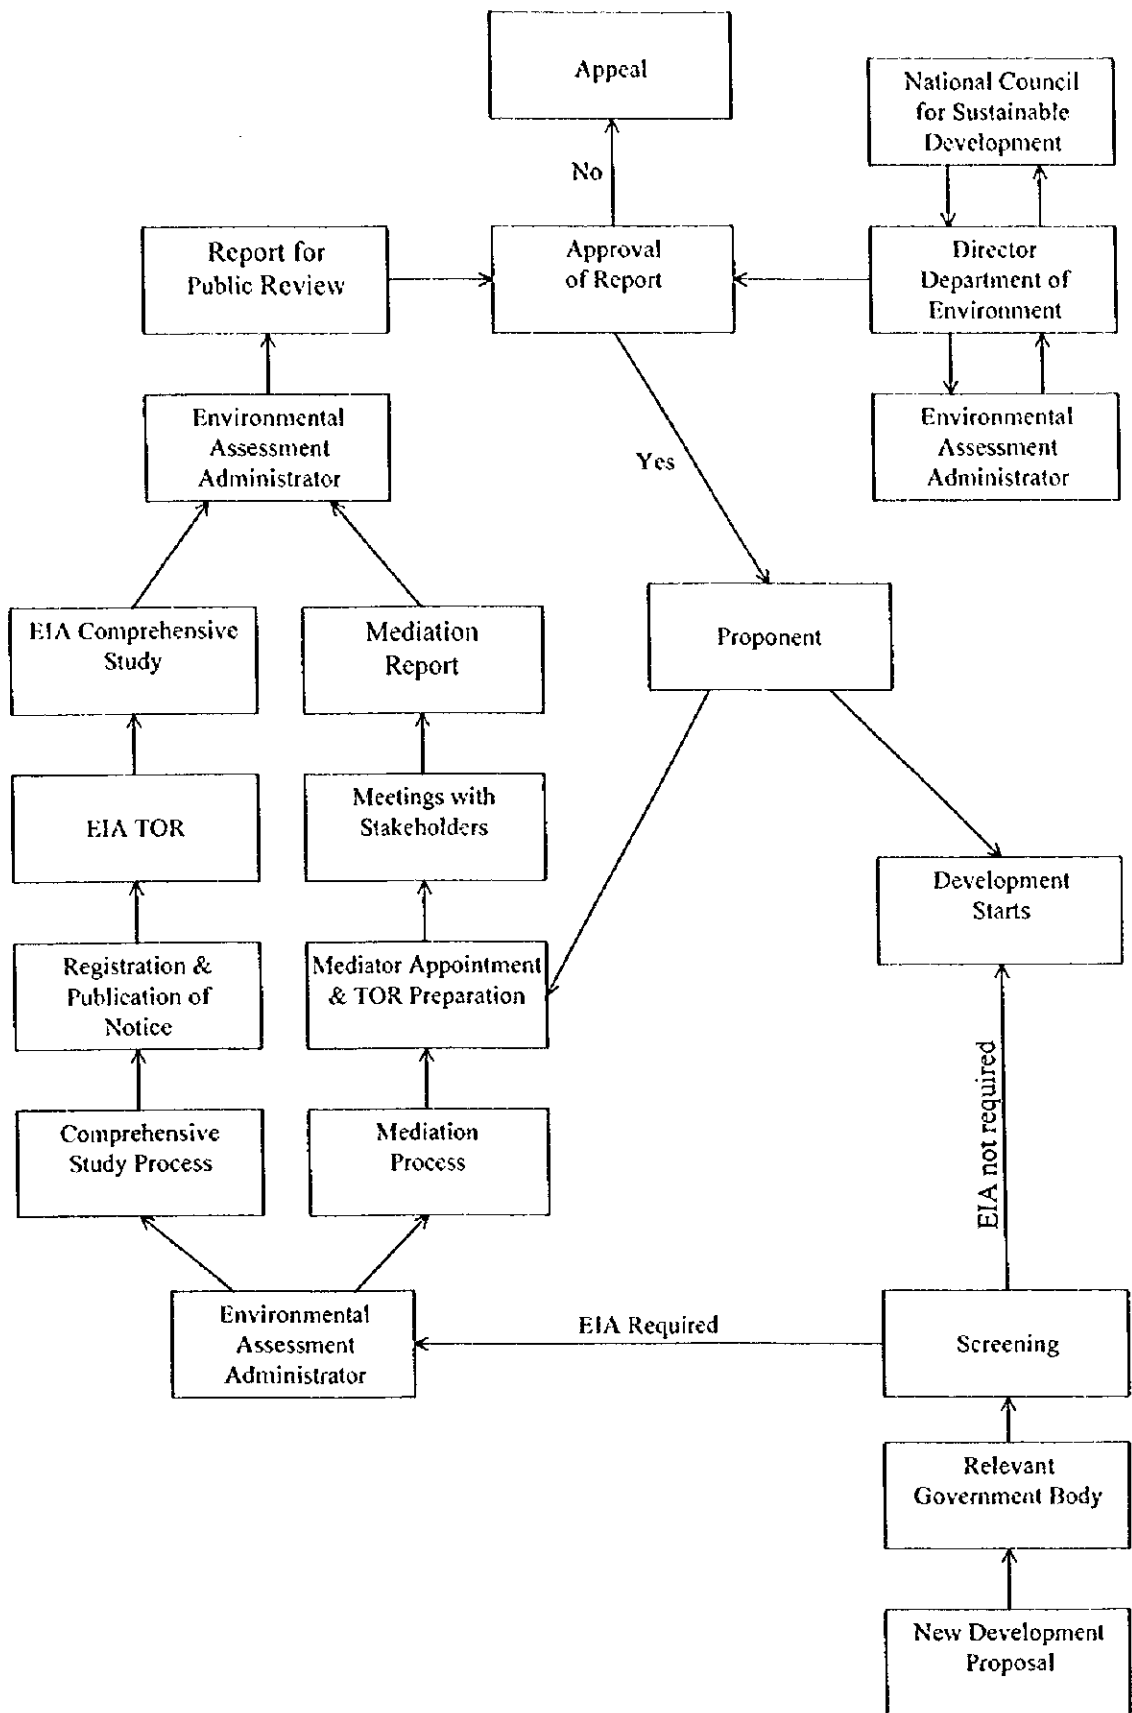 Appeal
National Council
for Sustainable
Development
No
Report for
Public Review
Approval
of Report
Director
Department of
Environment
Environmental
Assessment
Administrator
Yes
Environmental
Assessment
Administrator
EIA Comprehensive
Study
Mediation
Report
Proponent
EIA TOR
Meetings with
Stakeholders
Development
Starts
Registration &
Publication of
Notice
Mediator Appointment
& TOR Preparation
EIA not required
Comprehensive
Study Process
Mediation
Process
Environmental
Assessment
Administrator
EIA Required
Screening
Relevant
Government Body
New Development
Proposal